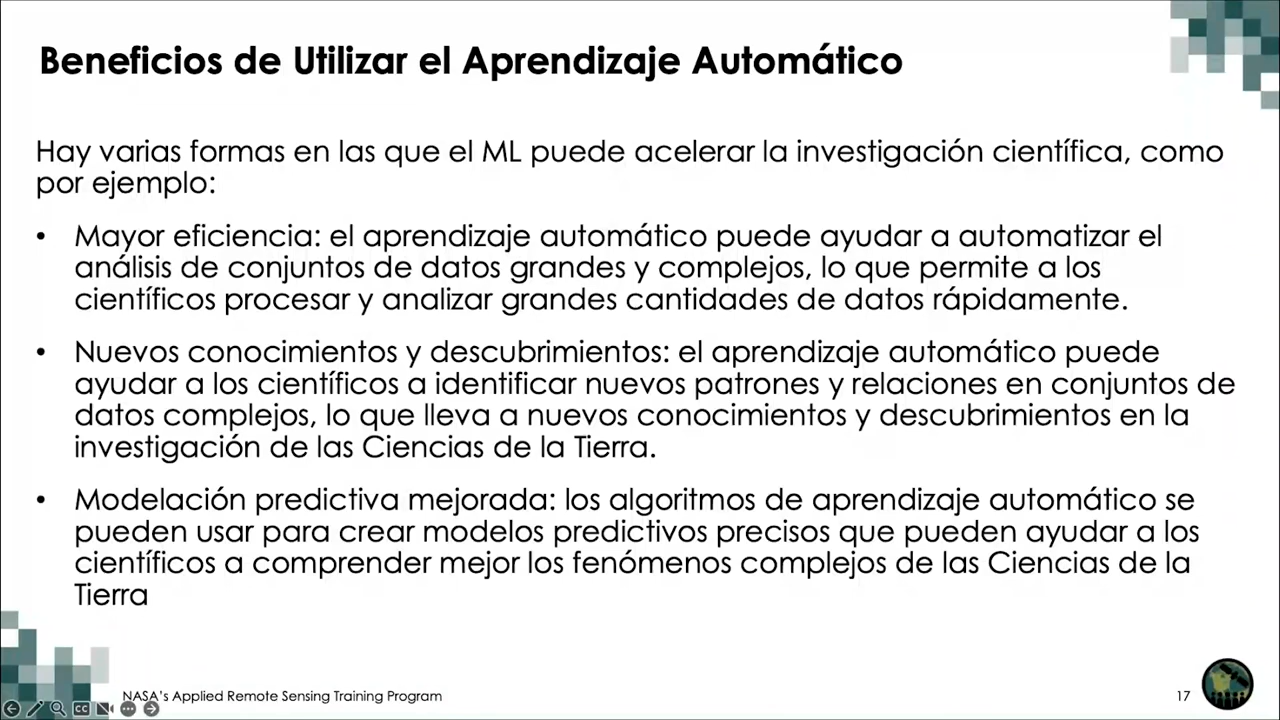 Beneficios de Utilizar el Aprendizaje Automático
Hay varias formas en las que el ML puede acelerar la investigación científica, como
por ejemplo:
• Mayor eficiencia: el aprendizaje automático puede ayudar a automatizar el
análisis de conjuntos de datos grandes y complejos, lo que permite a los
científicos procesar y analizar grandes cantidades de datos rápidamente.
• Nuevos conocimientos y descubrimientos: el aprendizaje automático puede
ayudar a los científicos a identificar nuevos patrones y relaciones en conjuntos de
datos complejos, lo que lleva a nuevos conocimientos y descubrimientos en la
investigación de las Ciencias de la Tierra.
• Modelación predictiva mejorada: los algoritmos de aprendizaje automático se
pueden usar para crear modelos predictivos precisos que pueden ayudar a los
científicos a comprender mejor los fenómenos complejos de las Ciencias de la
Tierra
NASA's Applied Remote Sensing Training Program
17
CC